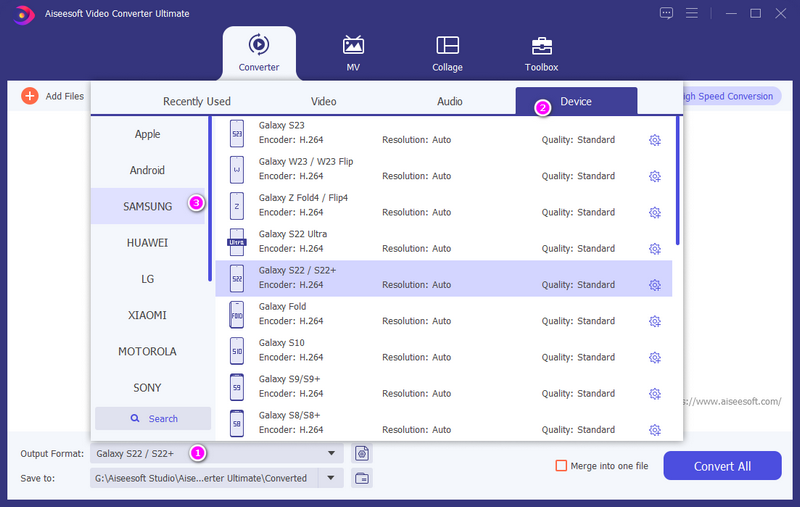 Aiseesoft Video Converter Ultimate
Converter
MV
Collage
Toolbox
Add Files
High Speed Conversion
Recently Used
Video
Audio
Device
2
Apple
Android
SAMSUNG
3
HUAWEI
LG
XIAOMI
MOTOROLA
SONY
Search
S23
Galaxy S23
Encoder: H.264 Resolution: Auto Quality: Standard
W
Galaxy W23 / W23 Flip
Encoder: H.264 Resolution: Auto Quality: Standard
Z
Galaxy Z Fold4 / Flip4
Encoder: H.264 Resolution: Auto Quality: Standard
Ultra
Galaxy S22 Ultra
Encoder: H.264 Resolution: Auto Quality: Standard
S22
Galaxy S22 / S22+
Encoder: H.264 Resolution: Auto Quality: Standard
FOLD
Galaxy Fold
Encoder: H.264 Resolution: Auto Quality: Standard
S10
Galaxy S10
Encoder: H.264 Resolution: Auto Quality: Standard
S9
Galaxy S9/S9+
Encoder: H.264 Resolution: Auto Quality: Standard
S8
Galaxy S8/S8+
Encoder: H.264 Resolution: Auto Quality: Standard
s://www.aiseesoft.com/
Output Format: Galaxy S22 / S22+
1
Save to: G:\Aiseesoft Studio\Aise...erter Ultimate\Converted
Merge into one file
Convert All